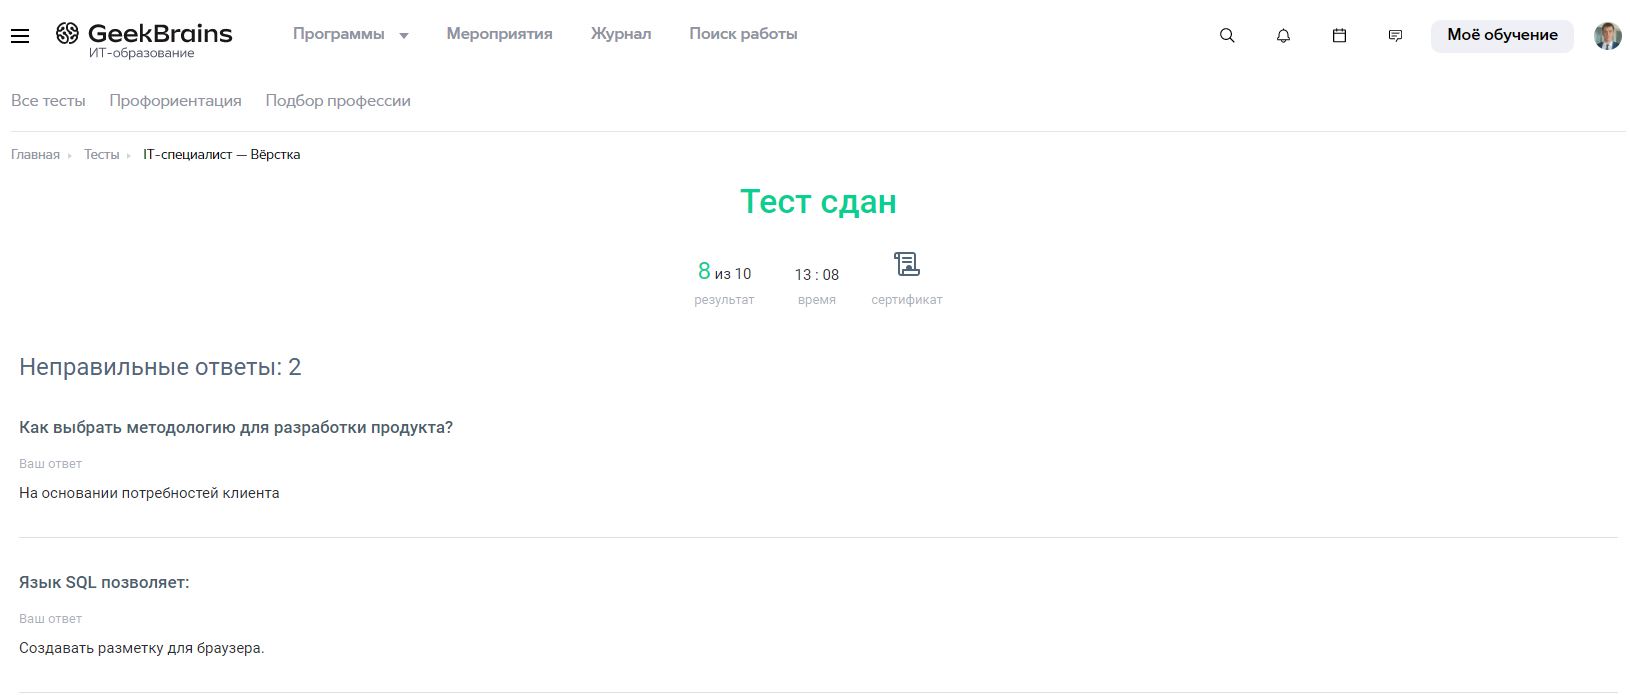 GeekBrains
ИТ-образование
Программы Мероприятия Журнал Поиск работы Моё обучение
Все тесты Профориентация Подбор профессии
Главная Тесты IT-специалист — Вёрстка
Тест сдан
8 из 10 13 : 08
результат время сертификат
Неправильные ответы: 2
Как выбрать методологию для разработки продукта?
Ваш ответ
На основании потребностей клиента
Язык SQL позволяет:
Ваш ответ
Создавать разметку для браузера.